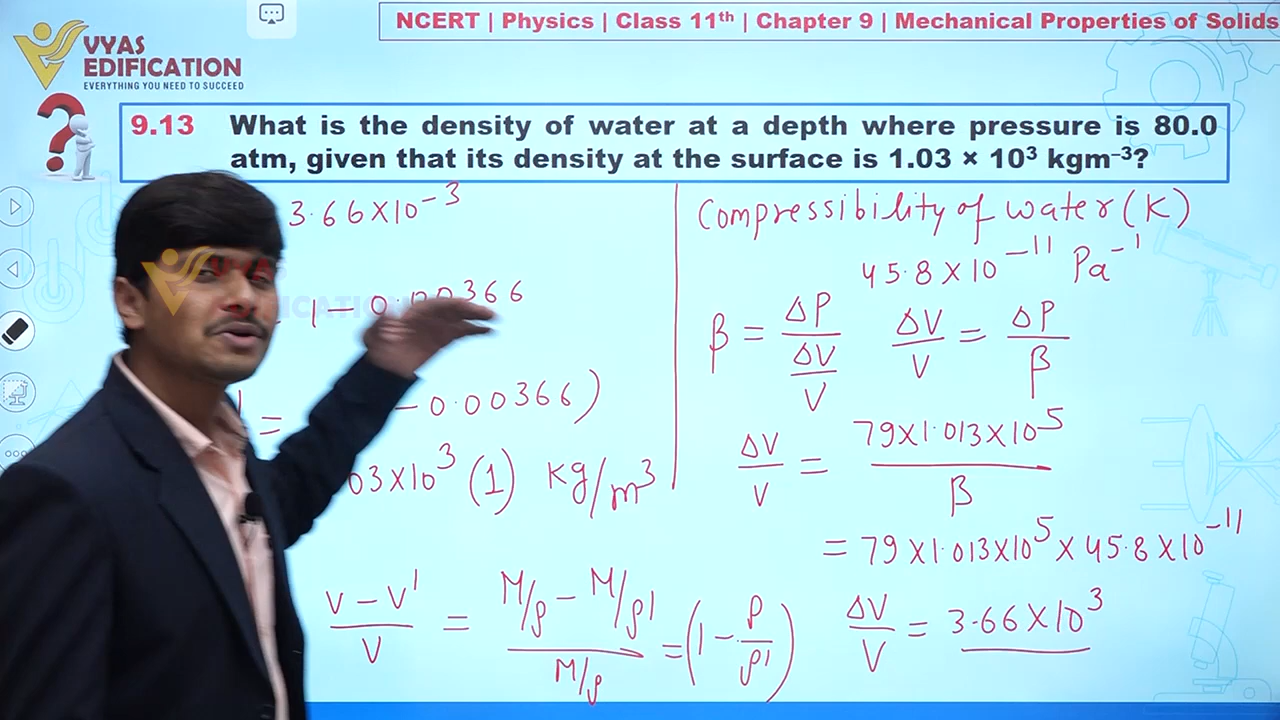 NCERT | Physics | Class 11th | Chapter 9 | Mechanical Properties of Solids
VYAS
EDIFICATION
EVERYTHING YOU NEED TO SUCCEED
9.13 What is the density of water at a depth where pressure is 80.0
atm, given that its density at the surface is 1.03 × 10³ kgm⁻³?
3.66 X 10⁻³
1 - 0.00366
= - 0.00366)
03 X 10³ (1) kg/m³
(V - V')/V = (M/ρ - M/ρ')/(M/ρ) = (1 - ρ/ρ')
Compressibility of water (K)
45.8 X 10⁻¹¹ Pa⁻¹
β = ΔP/(ΔV/V) ΔV/V = ΔP/β
ΔV/V = 79 X 1.013 X 10⁵/β
= 79 X 1.013 X 10⁵ X 45.8 X 10⁻¹¹
ΔV/V = 3.66 X 10³
VYAS
EDIFICATION